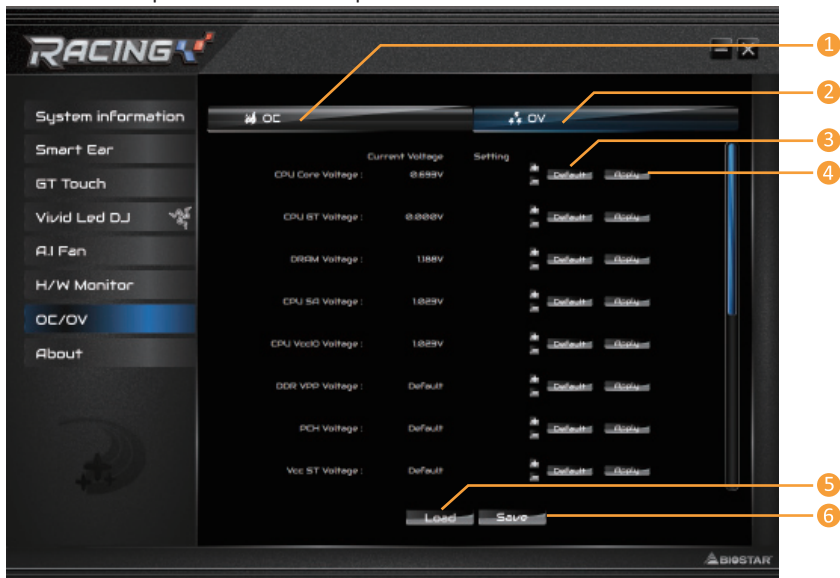 RACING
1
2
3
4
5
6
System information
Smart Ear
GT Touch
Vivid Led DJ
A.I Fan
H/W Monitor
OC/OV
About
OC
OV
Current Voltage Setting
CPU Core Voltage : 0.699V Default Apply
CPU GT Voltage : 0.000V Default Apply
DRAM Voltage : 1.188V Default Apply
CPU SA Voltage : 1.029V Default Apply
CPU VccIO Voltage : 1.029V Default Apply
DDR VPP Voltage : Default Default Apply
PCH Voltage : Default Default Apply
Vcc ST Voltage : Default Default Apply
Load Save
BIOSTAR